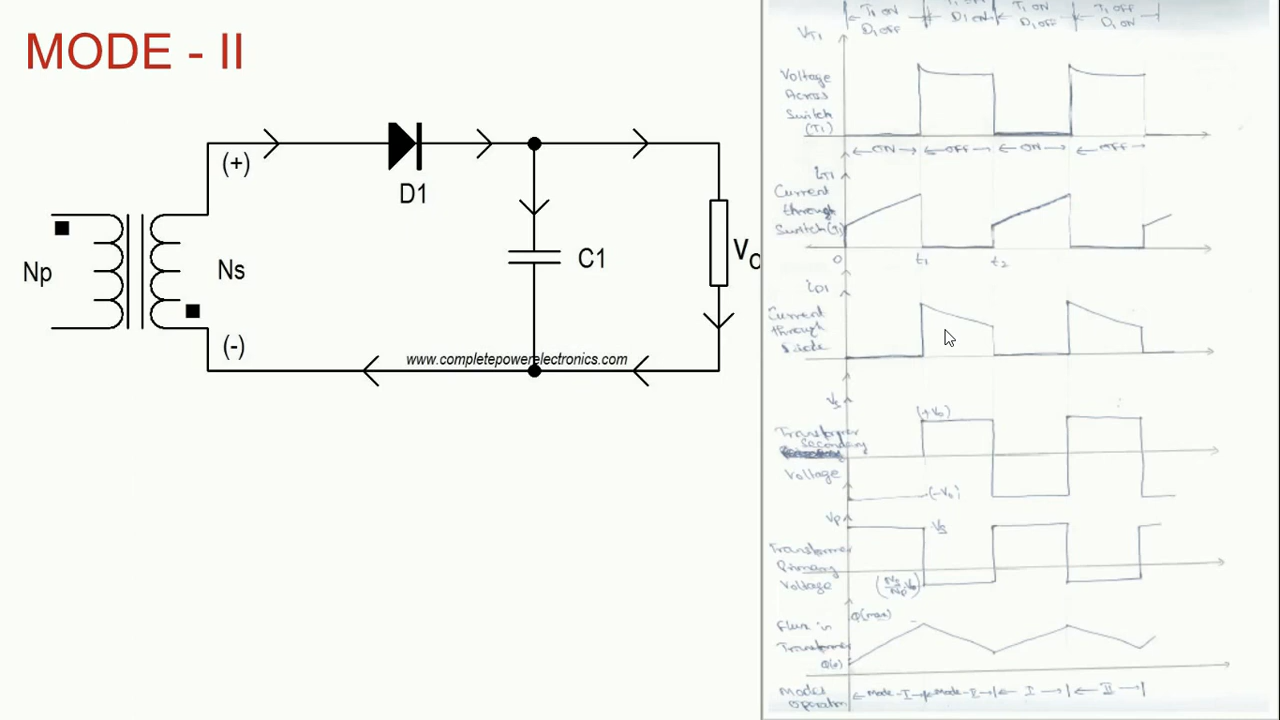 MODE - II
(+)
D1
C1
Vo
Np
Ns
(-)
www.completepowerelectronics.com
T1 ON
D1 OFF
D1 ON
T1 ON
D1 OFF
T1 OFF
D1 ON
VT1
Voltage
Across
Switch
(T1)
ON
OFF
ON
OFF
iT1
Current
through
Switch(T1)
0
t1
t2
iD1
Current
through
Diode
Vs
(+Vo)
Transformer
Secondary
Voltage
(-Vo)
Vp
Vs
Transformer
Primary
Voltage
Φ(max)
Flux in
Transformer
Φ(0)
Modes
Operation
Mode-I
Mode-II
I
II